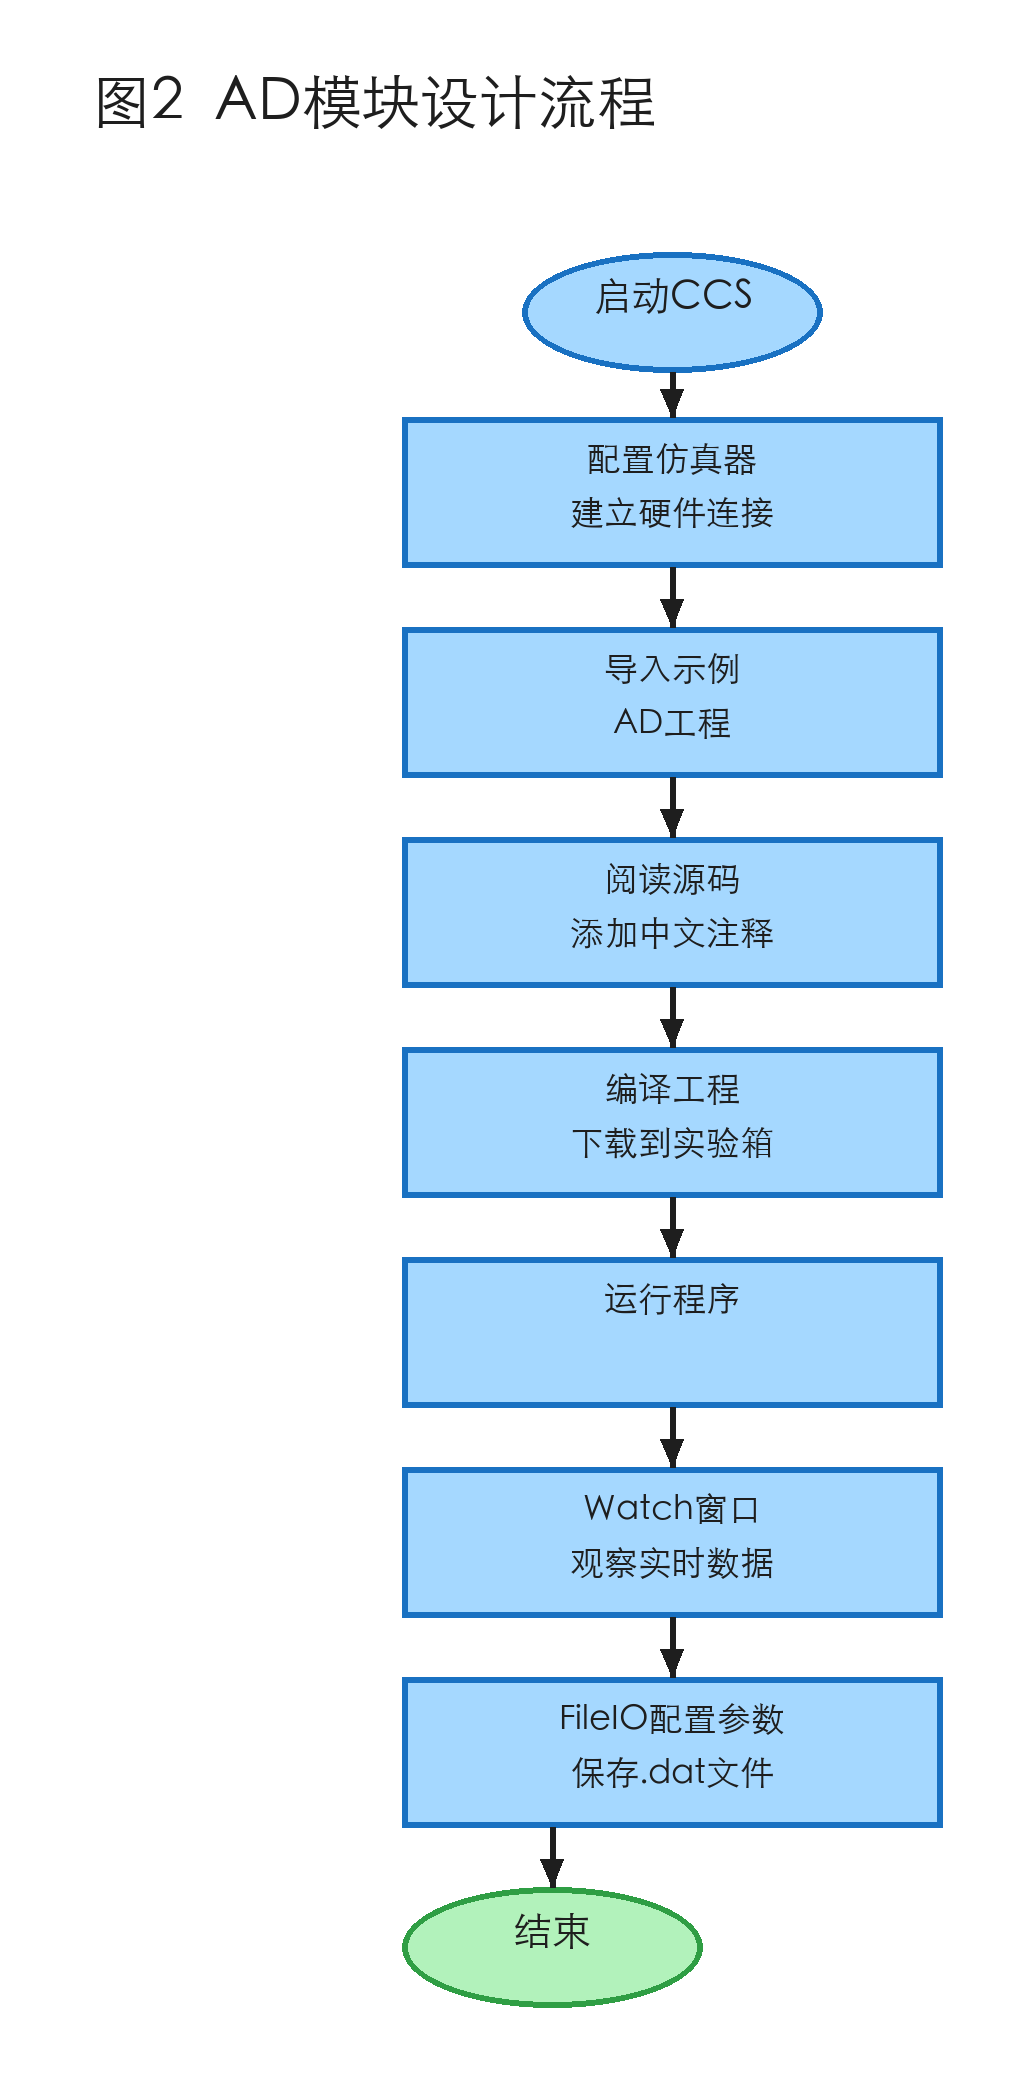 图2 AD模块设计流程
启动CCS
配置仿真器
建立硬件连接
导入示例
AD工程
阅读源码
添加中文注释
编译工程
下载到实验箱
运行程序
Watch窗口
观察实时数据
FileIO配置参数
保存.dat文件
结束